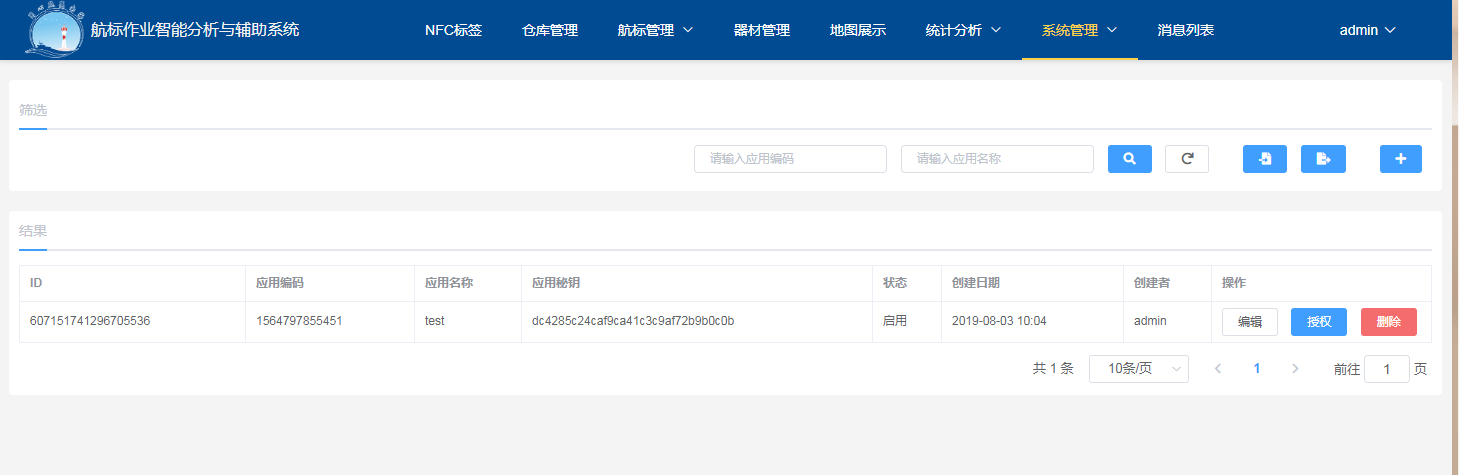 航标作业智能分析与辅助系统 NFC标签 仓库管理 航标管理 器材管理 地图展示 统计分析 系统管理 消息列表 admin
筛选
请输入应用编码 请输入应用名称
结果
ID 应用编码 应用名称 应用秘钥 状态 创建日期 创建者 操作
607151741296705536 1564797855451 test dc4285c24caf9ca41c3c9af72b9b0c0b 启用 2019-08-03 10:04 admin 编辑 授权 删除
共 1 条 10条/页 1 前往 1 页